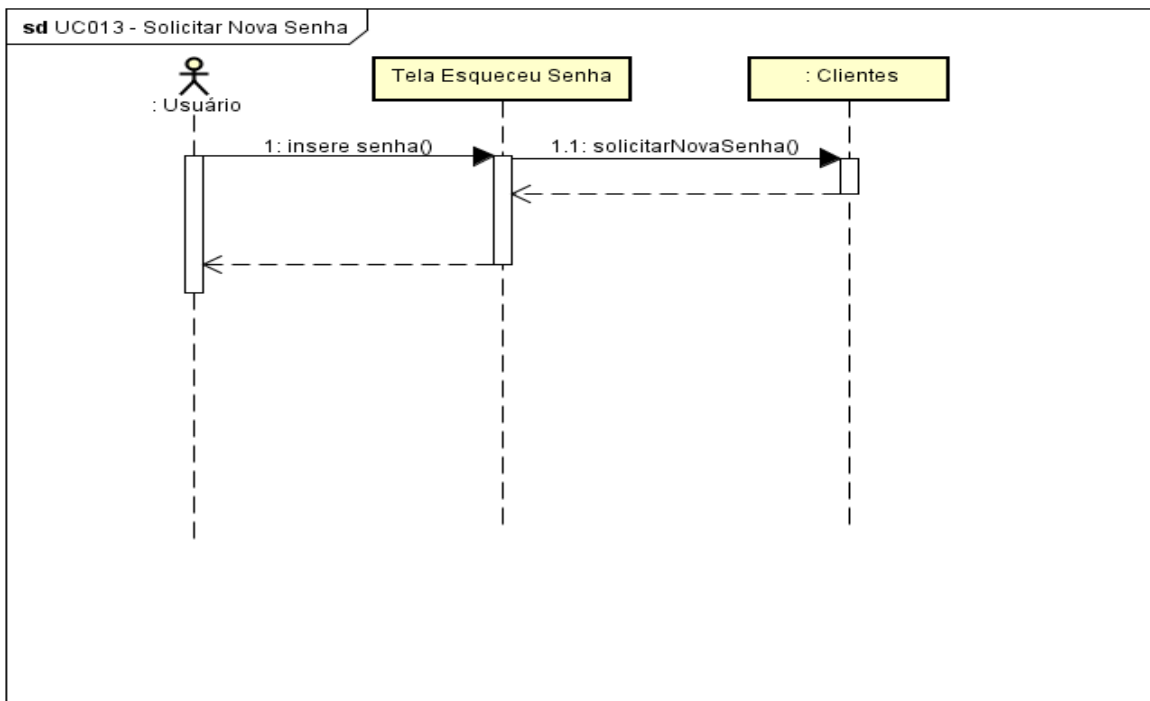 sd UC013 - Solicitar Nova Senha
: Usuário
Tela Esqueceu Senha
: Clientes
1: insere senha()
1.1: solicitarNovaSenha()